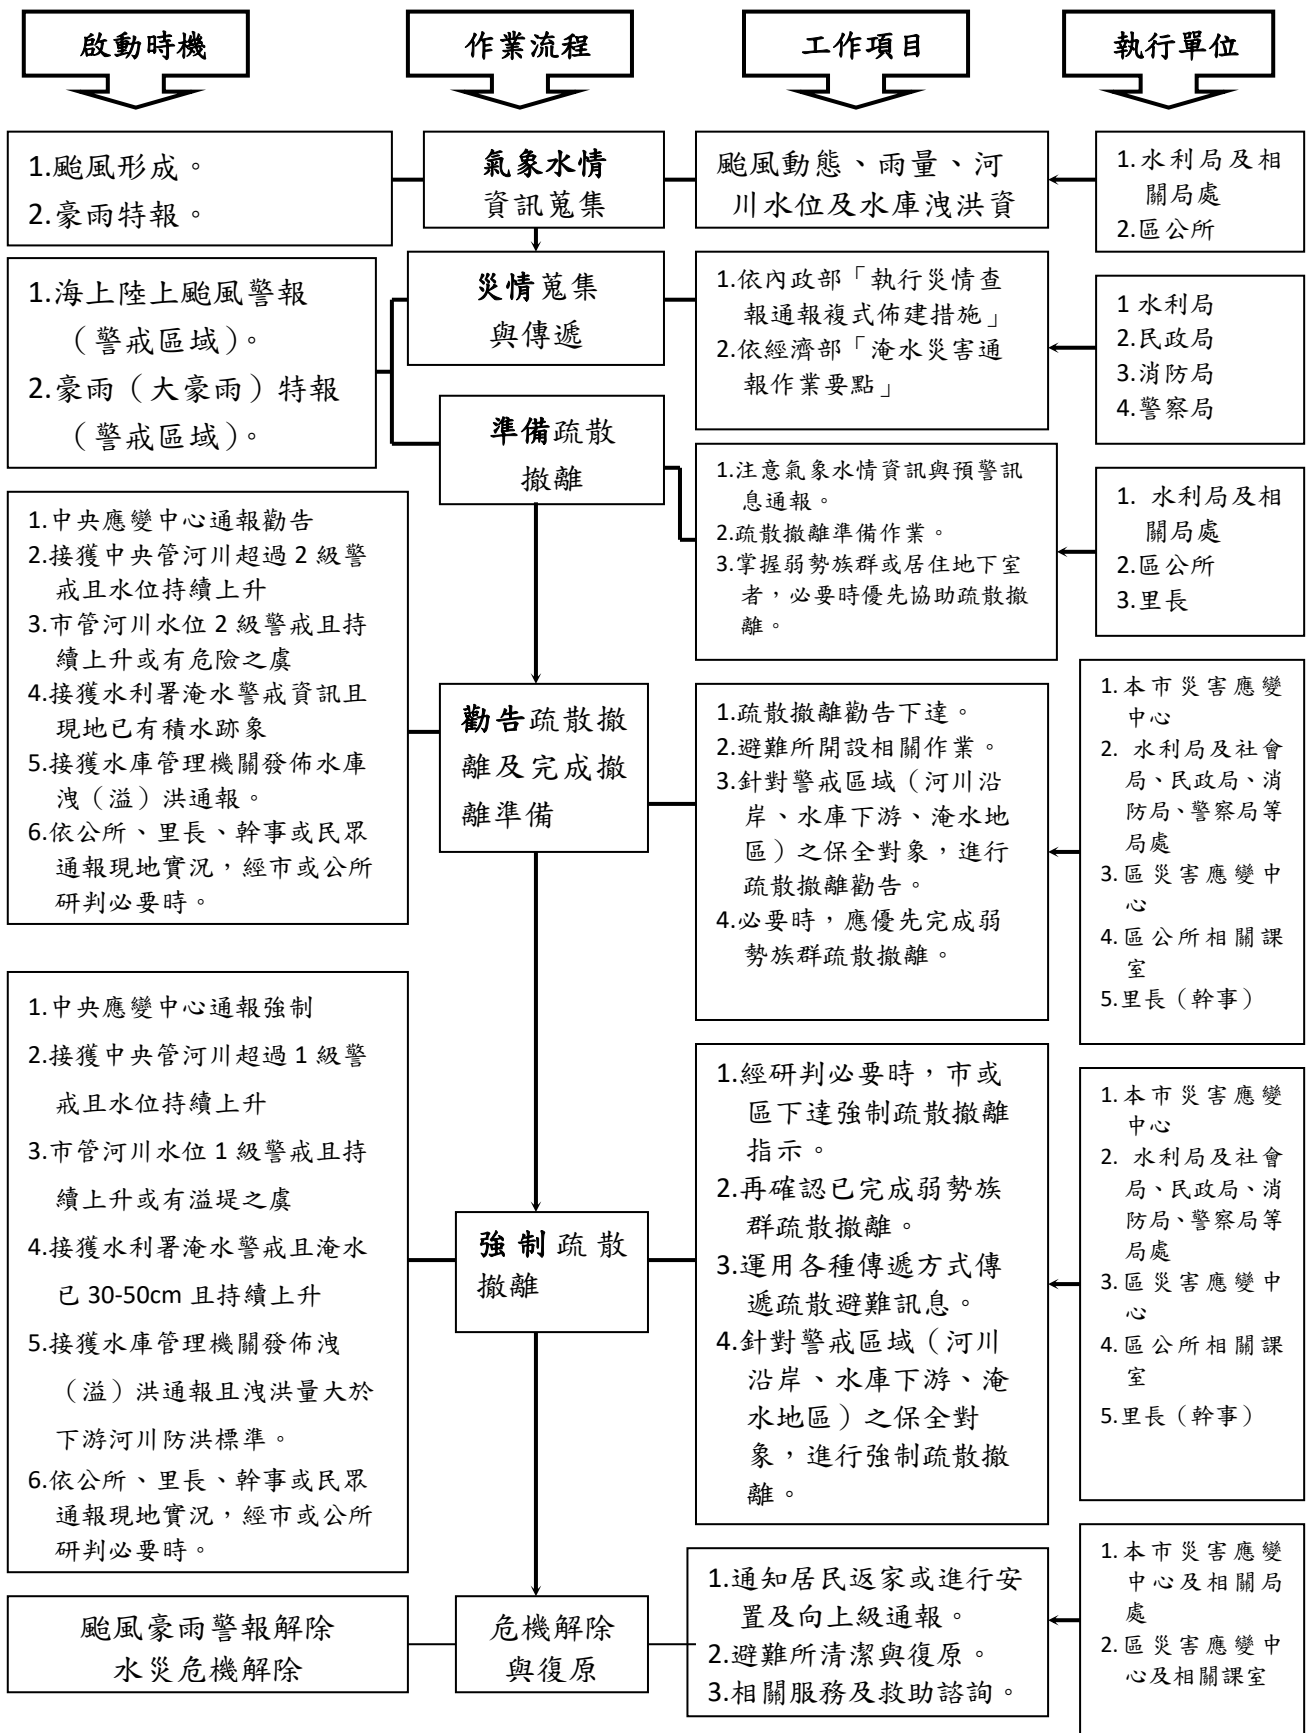 啟動時機
作業流程
工作項目
執行單位
1.颱風形成。
2.豪雨特報。
氣象水情
資訊蒐集
颱風動態、雨量、河
川水位及水庫洩洪資
1.水利局及相
關局處
2.區公所
1.海上陸上颱風警報
（警戒區域）。
2.豪雨（大豪雨）特報
（警戒區域）。
災情蒐集
與傳遞
1.依內政部「執行災情查
報通報複式佈建措施」
2.依經濟部「淹水災害通
報作業要點」
1 水利局
2.民政局
3.消防局
4.警察局
準備疏散
撤離
1.注意氣象水情資訊與預警訊
息通報。
2.疏散撤離準備作業。
3.掌握弱勢族群或居住地下室
者，必要時優先協助疏散撤
離。
1. 水利局及相
關局處
2.區公所
3.里長
1.中央應變中心通報勸告
2.接獲中央管河川超過 2 級警
戒且水位持續上升
3.市管河川水位 2 級警戒且持
續上升或有危險之虞
4.接獲水利署淹水警戒資訊且
現地已有積水跡象
5.接獲水庫管理機關發佈水庫
洩（溢）洪通報。
6.依公所、里長、幹事或民眾
通報現地實況，經市或公所
研判必要時。
勸告疏散撤
離及完成撤
離準備
1.疏散撤離勸告下達。
2.避難所開設相關作業。
3.針對警戒區域（河川沿
岸、水庫下游、淹水地
區）之保全對象，進行
疏散撤離勸告。
4.必要時，應優先完成弱
勢族群疏散撤離。
1.本市災害應變
中心
2. 水利局及社會
局、民政局、消
防局、警察局等
局處
3.區災害應變中
心
4.區公所相關課
室
5.里長（幹事）
1.中央應變中心通報強制
2.接獲中央管河川超過 1 級警
戒且水位持續上升
3.市管河川水位 1 級警戒且持
續上升或有溢堤之虞
4.接獲水利署淹水警戒且淹水
已 30-50cm 且持續上升
5.接獲水庫管理機關發佈洩
（溢）洪通報且洩洪量大於
下游河川防洪標準。
6.依公所、里長、幹事或民眾
通報現地實況，經市或公所
研判必要時。
強制疏散
撤離
1.經研判必要時，市或
區下達強制疏散撤離
指示。
2.再確認已完成弱勢族
群疏散撤離。
3.運用各種傳遞方式傳
遞疏散避難訊息。
4.針對警戒區域（河川
沿岸、水庫下游、淹
水地區）之保全對
象，進行強制疏散撤
離。
1.本市災害應變
中心
2. 水利局及社會
局、民政局、消
防局、警察局等
局處
3.區災害應變中
心
4.區公所相關課
室
5.里長（幹事）
颱風豪雨警報解除
水災危機解除
危機解除
與復原
1.通知居民返家或進行安
置及向上級通報。
2.避難所清潔與復原。
3.相關服務及救助諮詢。
1.本市災害應變
中心及相關局
處
2.區災害應變中
心及相關課室